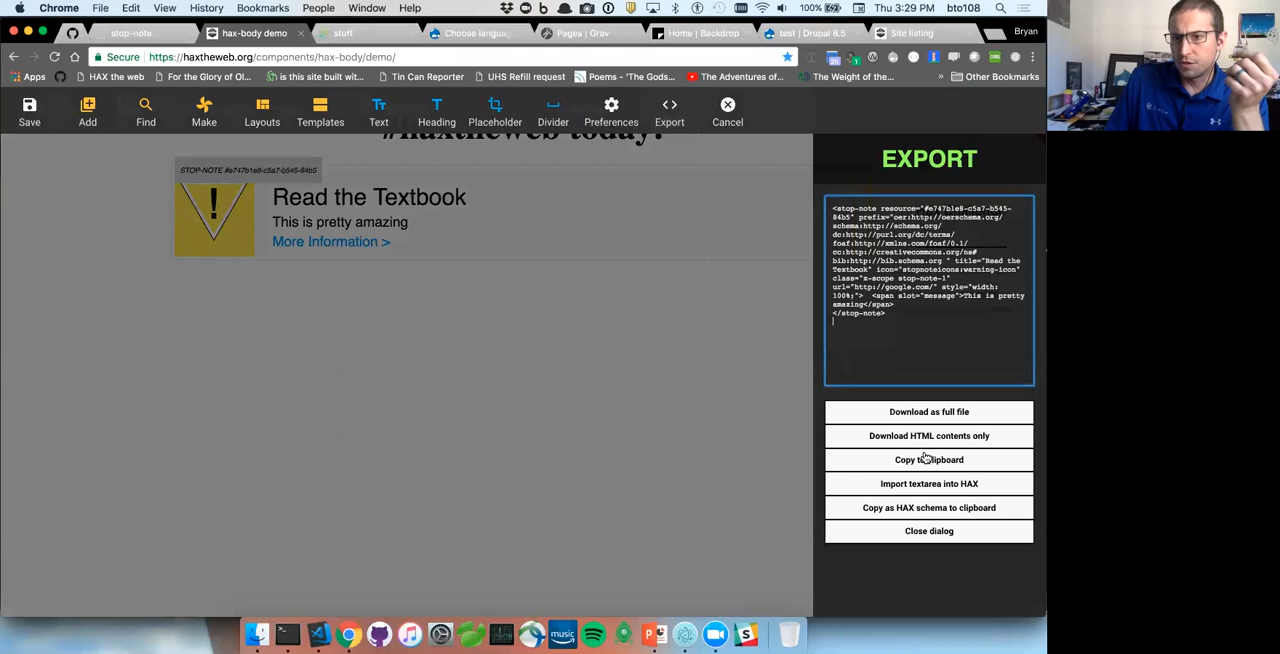 Chrome File Edit View History Bookmarks People Window Help 100% Thu 3:29 PM bto108
stop-note hax-body demo stuff Choose langu Pages | Grav Home | Backdrop test | Drupal 8.5 Site listing Bryan
Secure https://haxtheweb.org/components/hax-body/demo/
Apps HAX the web For the Glory of Ol... is this site built wit... Tin Can Reporter UHS Refill request Poems - 'The Gods... The Adventures of... The Weight of the... » Other Bookmarks
Save Add Find Make Layouts Templates Text Heading Placeholder Divider Preferences Export Cancel
#haxtheweb today!
STOP-NOTE #e747b1e8-c5a7-b545-84b5
Read the Textbook
This is pretty amazing
More Information >
EXPORT
<stop-note resource="#e747b1e8-c5a7-b545-
84b5" prefix="oer:http://oerschema.org/
schema:http://schema.org/
dc:http://purl.org/dc/terms/
foaf:http://xmlns.com/foaf/0.1/
cc:http://creativecommons.org/ns#
bib:http://bib.schema.org " title="Read the
Textbook" icon="stopnoteicons:warning-icon"
class="x-scope stop-note-1"
url="http://google.com/" style="width:
100%;"> <span slot="message">This is pretty
amazing</span>
</stop-note>
Download as full file
Download HTML contents only
Copy to clipboard
Import textarea into HAX
Copy as HAX schema to clipboard
Close dialog
music